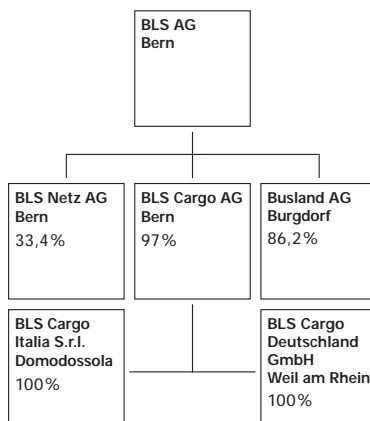 BLS AG
Bern
BLS Netz AG
Bern
33,4%
BLS Cargo AG
Bern
97%
Busland AG
Burgdorf
86,2%
BLS Cargo
Italia S.r.l.
Domodossola
100%
BLS Cargo
Deutschland
GmbH
Weil am Rhein
100%